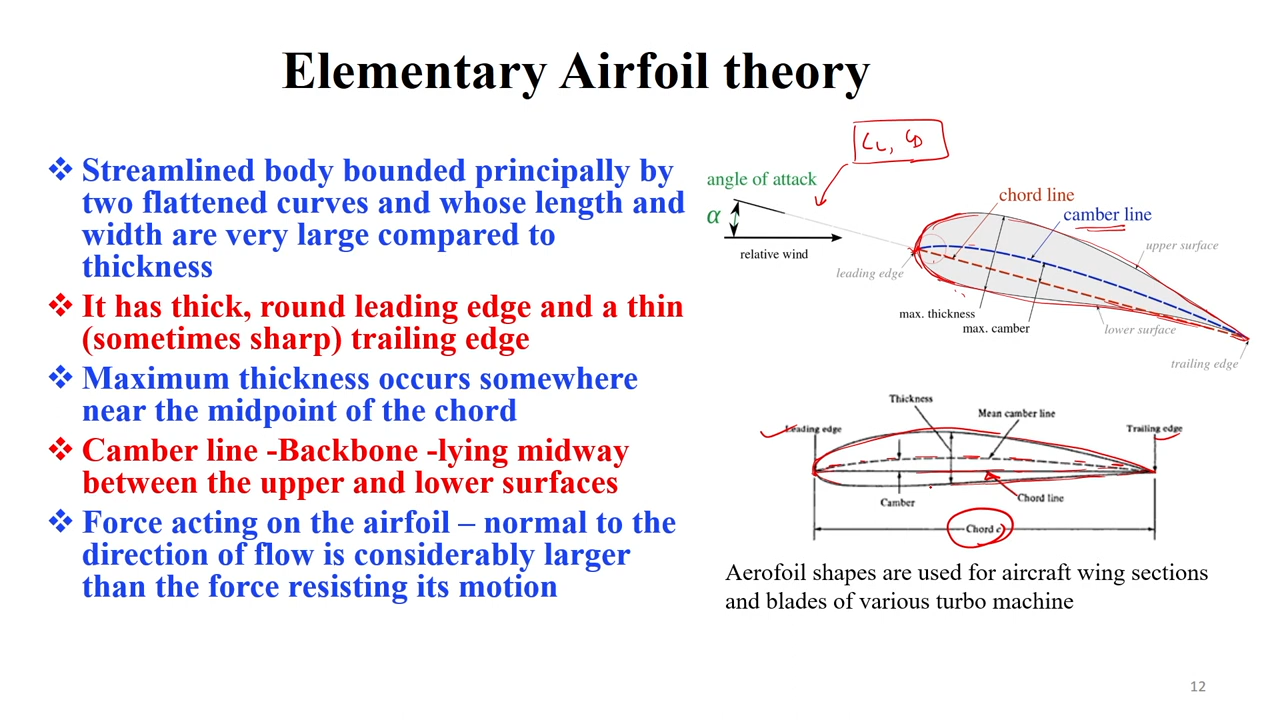 Elementary Airfoil theory
❖ Streamlined body bounded principally by
two flattened curves and whose length and
width are very large compared to
thickness
❖ It has thick, round leading edge and a thin
(sometimes sharp) trailing edge
❖ Maximum thickness occurs somewhere
near the midpoint of the chord
❖ Camber line -Backbone -lying midway
between the upper and lower surfaces
❖ Force acting on the airfoil – normal to the
direction of flow is considerably larger
than the force resisting its motion
CL, CD
angle of attack
α
relative wind
chord line
camber line
upper surface
leading edge
max. thickness
max. camber
lower surface
trailing edge
Thickness
Mean camber line
Leading edge
Trailing edge
Camber
Chord line
Chord c
Aerofoil shapes are used for aircraft wing sections
and blades of various turbo machine
12